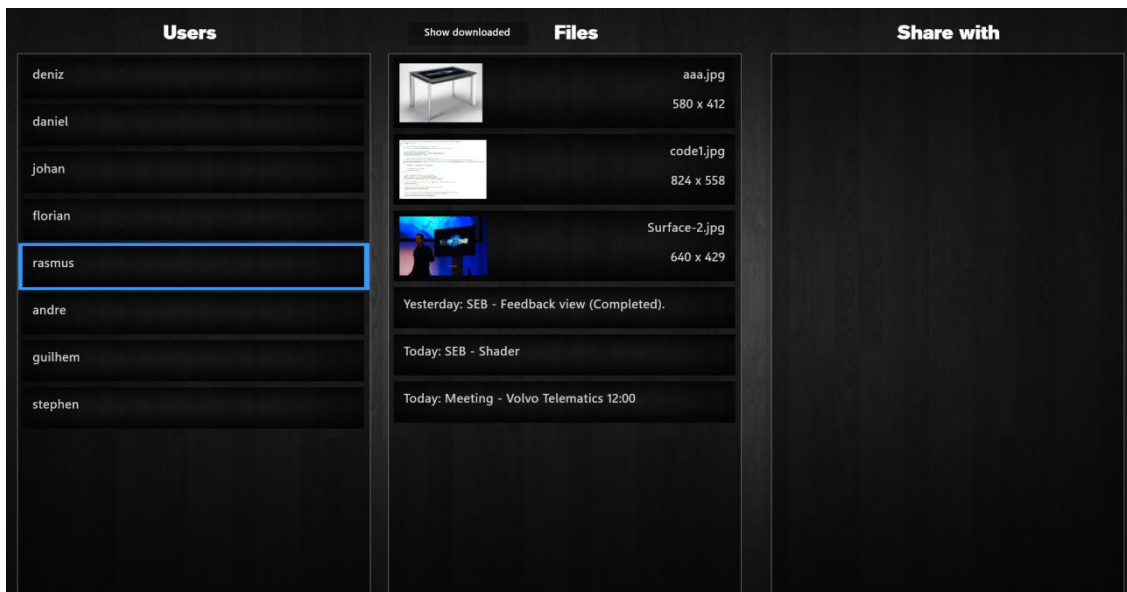 Users
deniz
daniel
johan
florian
rasmus
andre
guilhem
stephen
Show downloaded
Files
aaa.jpg
580 x 412
code1.jpg
824 x 558
Surface-2.jpg
640 x 429
Yesterday: SEB - Feedback view (Completed).
Today: SEB - Shader
Today: Meeting - Volvo Telematics 12:00
Share with